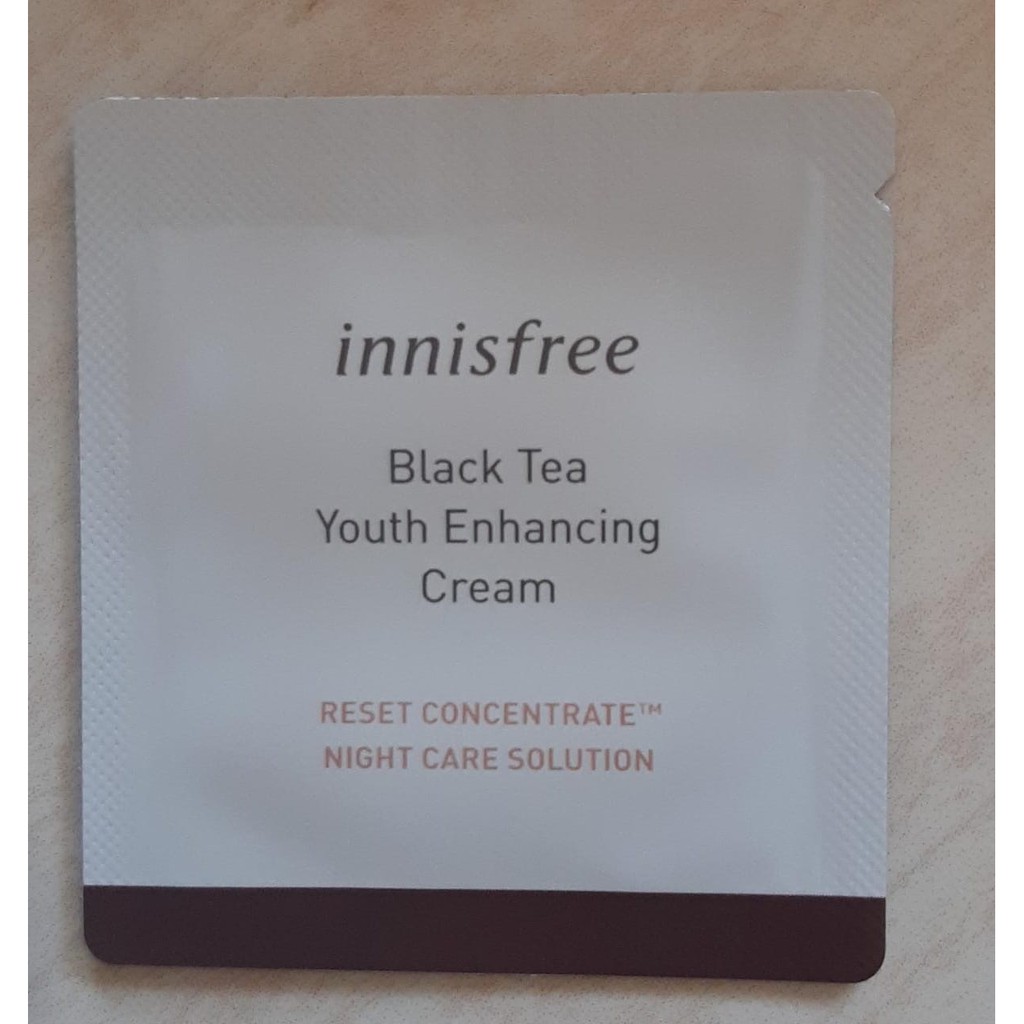 innisfree
Black Tea
Youth Enhancing
Cream
RESET CONCENTRATE™
NIGHT CARE SOLUTION